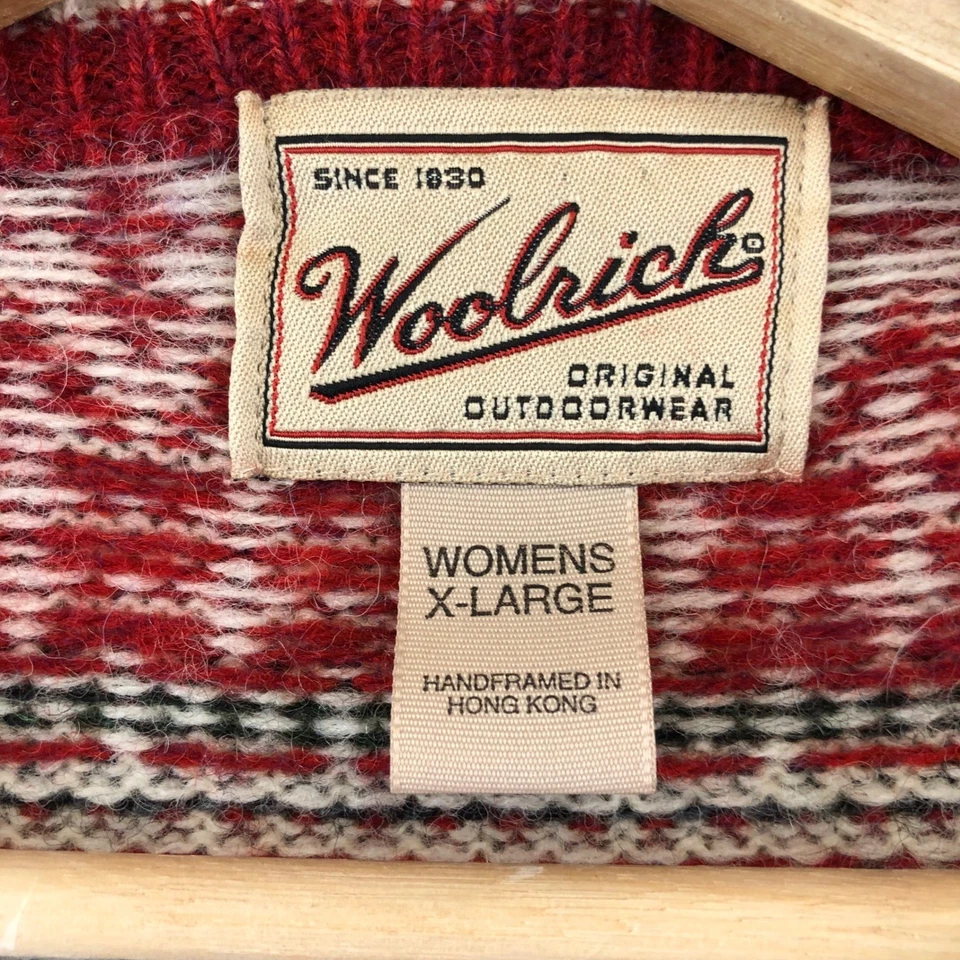 SINCE 1830
Woolrich®
ORIGINAL
OUTDOORWEAR
WOMENS
X-LARGE
HANDFRAMED IN
HONG KONG